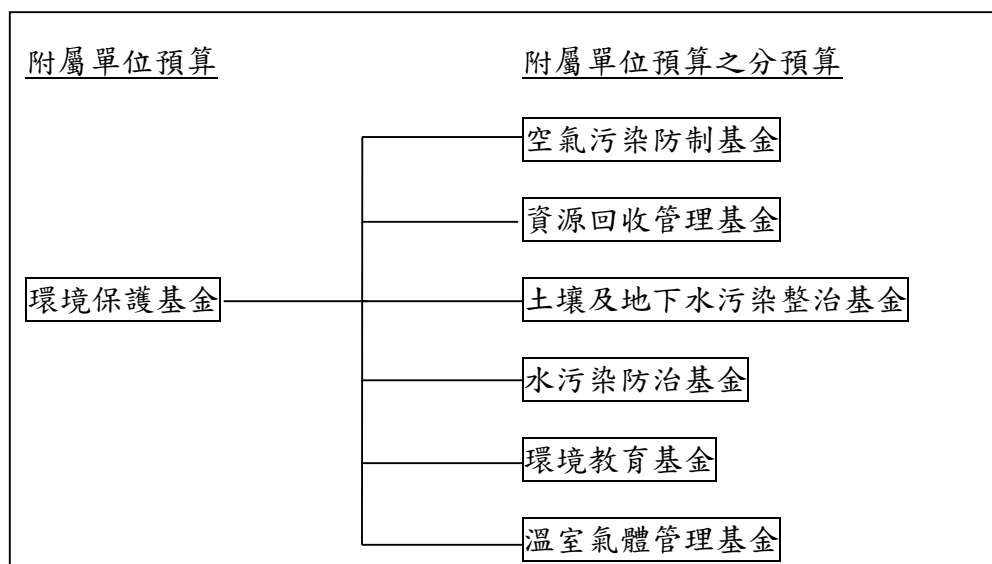 附屬單位預算
附屬單位預算之分預算
空氣污染防制基金
資源回收管理基金
環境保護基金
土壤及地下水污染整治基金
水污染防治基金
環境教育基金
溫室氣體管理基金